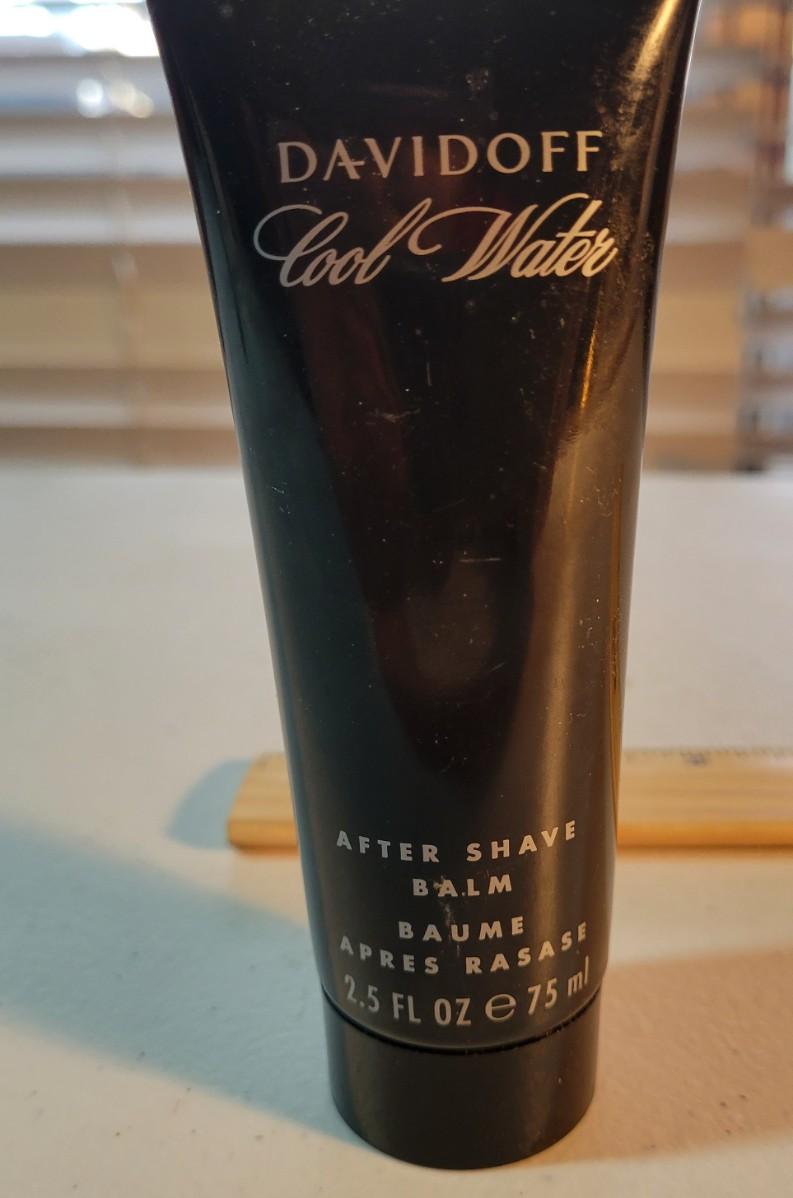 DAVIDOFF
Cool Water
AFTER SHAVE
BALM
BAUME
APRES RASASE
2.5 FL OZ e 75 ml